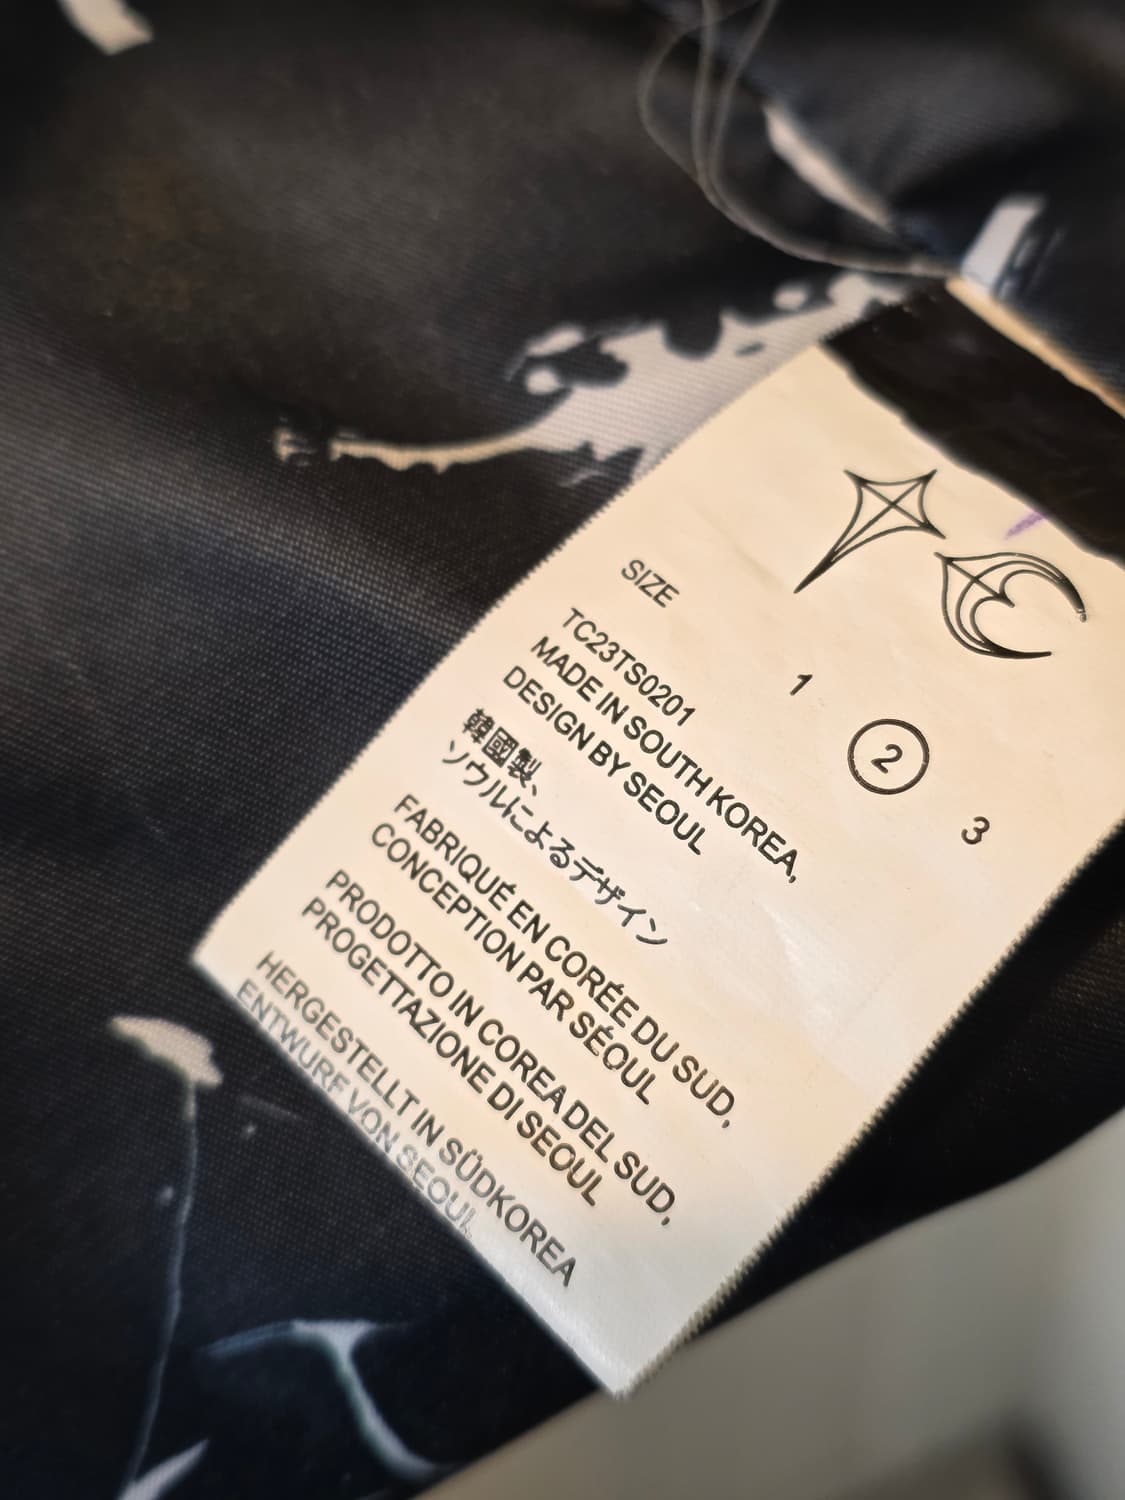 TC
SIZE 1 2 3
TC23TS0201
MADE IN SOUTH KOREA,
DESIGN BY SEOUL
韓國製、
ソウルによるデザイン
FABRIQUÉ EN CORÉE DU SUD,
CONCEPTION PAR SÉOUL
PRODOTTO IN COREA DEL SUD,
PROGETTAZIONE DI SEOUL
HERGESTELLT IN SÜDKOREA
ENTWURF VON SEOUL